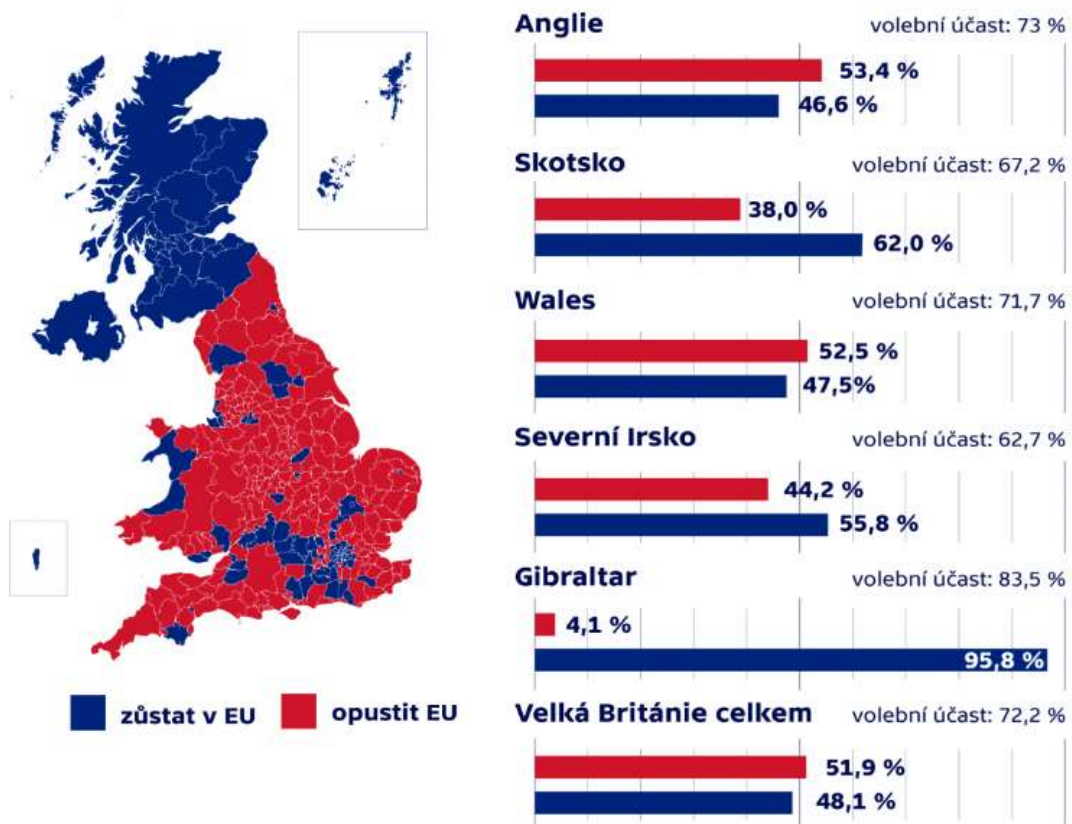 Anglie volební účast: 73 %
53,4 %
46,6 %
Skotsko volební účast: 67,2 %
38,0 %
62,0 %
Wales volební účast: 71,7 %
52,5 %
47,5%
Severní Irsko volební účast: 62,7 %
44,2 %
55,8 %
Gibraltar volební účast: 83,5 %
4,1 %
95,8 %
zůstat v EU opustit EU
Velká Británie celkem volební účast: 72,2 %
51,9 %
48,1 %